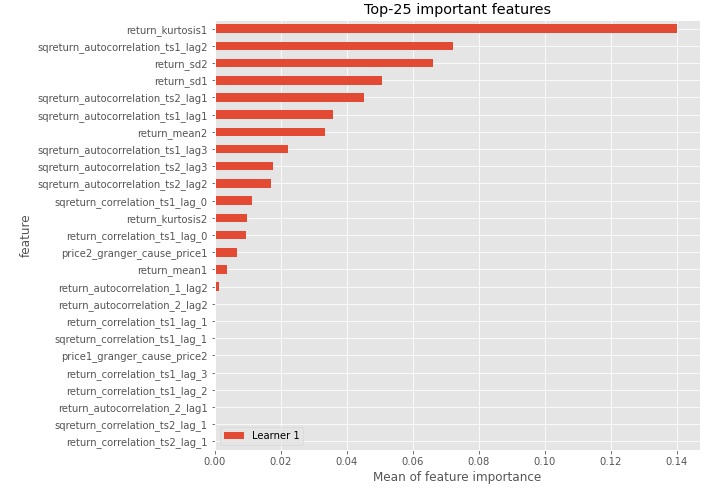 Top-25 important features
return_kurtosis1
sqreturn_autocorrelation_ts1_lag2
return_sd2
return_sd1
sqreturn_autocorrelation_ts2_lag1
sqreturn_autocorrelation_ts1_lag1
return_mean2
sqreturn_autocorrelation_ts1_lag3
sqreturn_autocorrelation_ts2_lag3
sqreturn_autocorrelation_ts2_lag2
sqreturn_correlation_ts1_lag_0
return_kurtosis2
return_correlation_ts1_lag_0
price2_granger_cause_price1
return_mean1
return_autocorrelation_1_lag2
return_autocorrelation_2_lag2
return_correlation_ts1_lag_1
sqreturn_correlation_ts1_lag_1
price1_granger_cause_price2
return_correlation_ts1_lag_3
return_correlation_ts1_lag_2
return_autocorrelation_2_lag1
sqreturn_correlation_ts2_lag_1
return_correlation_ts2_lag_1
feature
Learner 1
0.00 0.02 0.04 0.06 0.08 0.10 0.12 0.14
Mean of feature importance